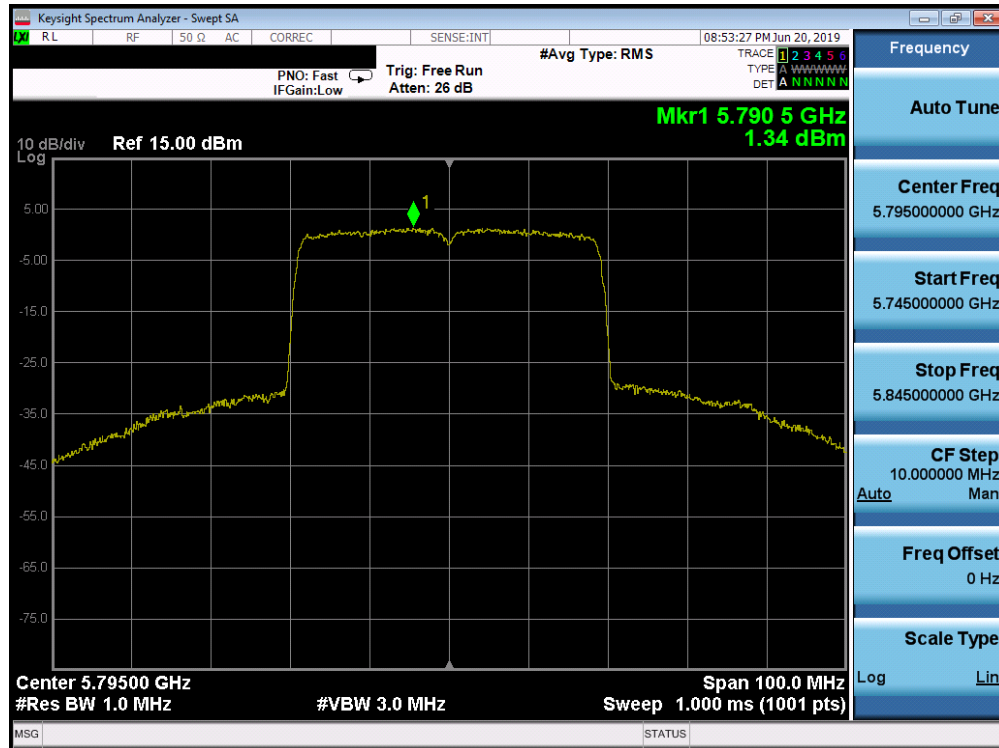 Keysight Spectrum Analyzer - Swept SA
LXI RL RF 50 Ω AC CORREC SENSE:INT 08:53:27 PM Jun 20, 2019
#Avg Type: RMS
TRACE 1 2 3 4 5 6
TYPE A WWWWW
DET A N N N N N
PNO: Fast
IFGain:Low
Trig: Free Run
Atten: 26 dB
Mkr1 5.790 5 GHz
1.34 dBm
10 dB/div Ref 15.00 dBm
Log
1
5.00
-5.00
-15.0
-25.0
-35.0
-45.0
-55.0
-65.0
-75.0
Center 5.79500 GHz Span 100.0 MHz
#Res BW 1.0 MHz #VBW 3.0 MHz Sweep 1.000 ms (1001 pts)
MSG STATUS
Frequency
Auto Tune
Center Freq
5.795000000 GHz
Start Freq
5.745000000 GHz
Stop Freq
5.845000000 GHz
CF Step
10.000000 MHz
Auto Man
Freq Offset
0 Hz
Scale Type
Log Lin